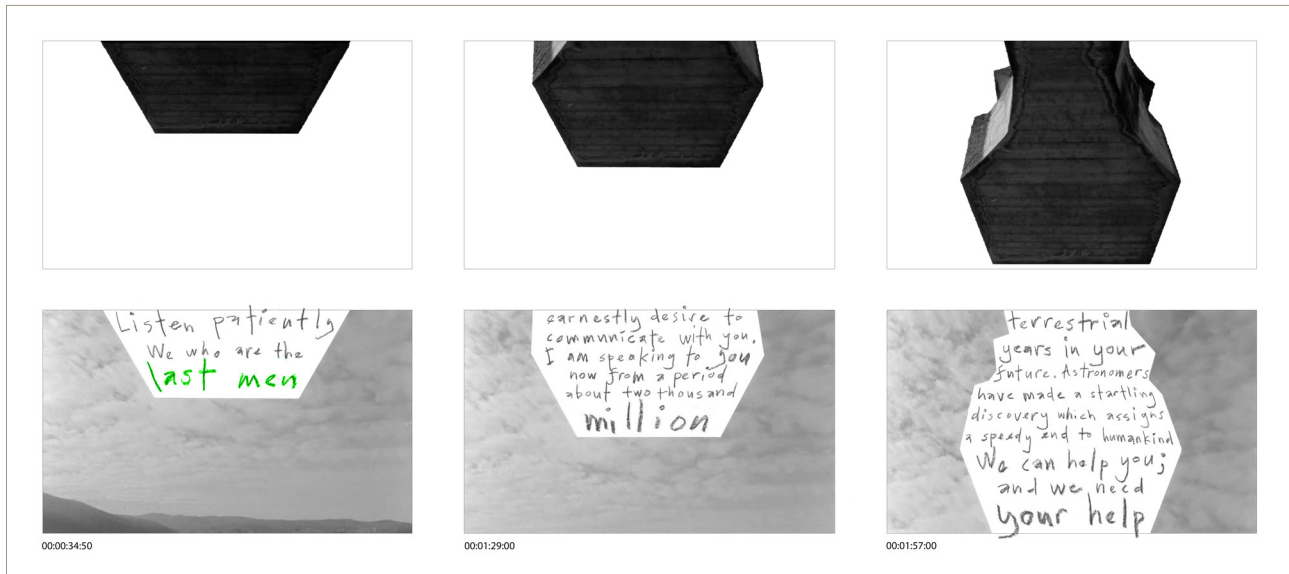 Listen patiently
We who are the
last men
earnestly desire to
communicate with you.
I am speaking to you
now from a period
about two thousand
million
terrestrial
years in your
future. Astronomers
have made a startling
discovery which assigns
a speedy end to humankind
We can help you;
and we need
your help
00:00:34:50
00:01:29:00
00:01:57:00